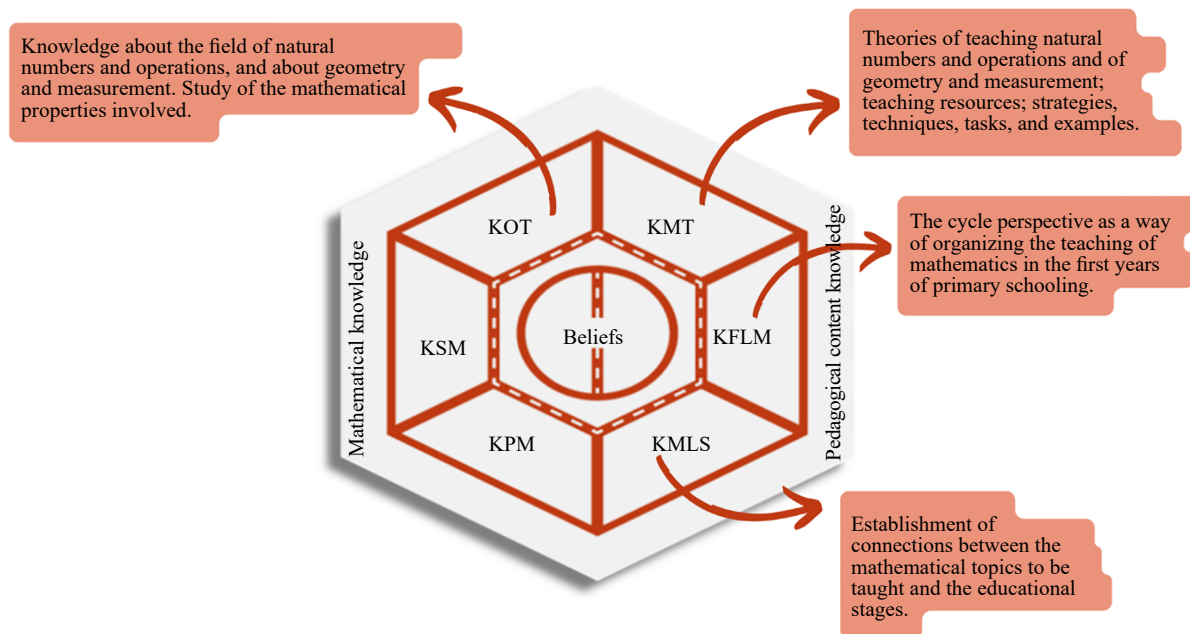 Knowledge about the field of natural
numbers and operations, and about geometry
and measurement. Study of the mathematical
properties involved.
Theories of teaching natural
numbers and operations and of
geometry and measurement;
teaching resources; strategies,
techniques, tasks, and examples.
The cycle perspective as a way
of organizing the teaching of
mathematics in the first years
of primary schooling.
Mathematical knowledge
KOT
KMT
KSM
Beliefs
KFLM
KPM
KMLS
Pedagogical content knowledge
Establishment of
connections between the
mathematical topics to be
taught and the educational
stages.